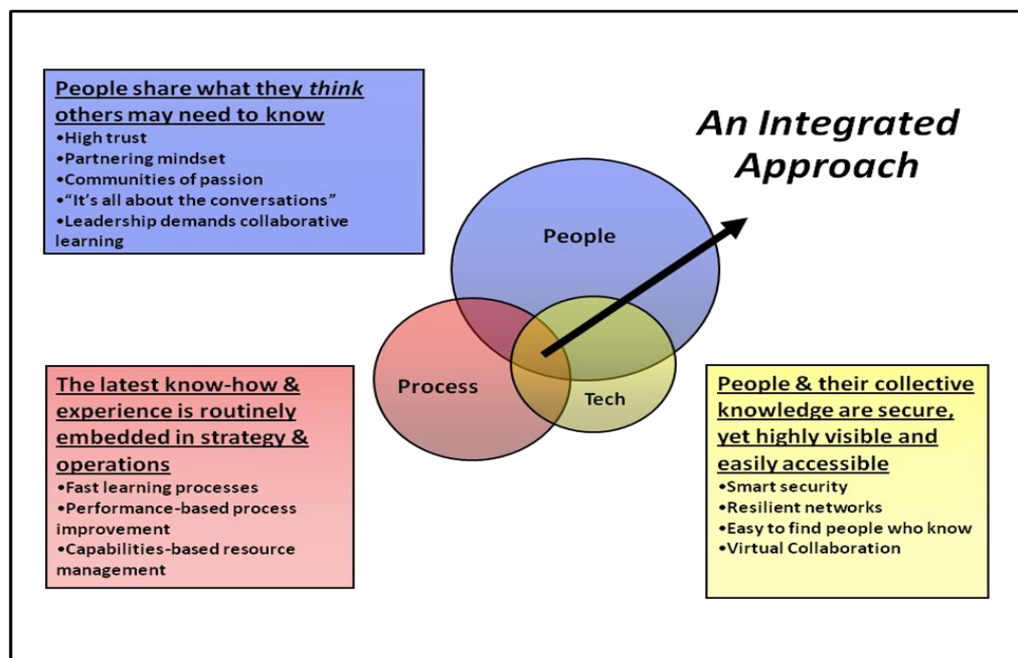 People share what they think
others may need to know
•High trust
•Partnering mindset
•Communities of passion
•“It’s all about the conversations”
•Leadership demands collaborative
learning
An Integrated
Approach
People
Process
Tech
The latest know-how &
experience is routinely
embedded in strategy &
operations
•Fast learning processes
•Performance-based process
improvement
•Capabilities-based resource
management
People & their collective
knowledge are secure,
yet highly visible and
easily accessible
•Smart security
•Resilient networks
•Easy to find people who know
•Virtual Collaboration